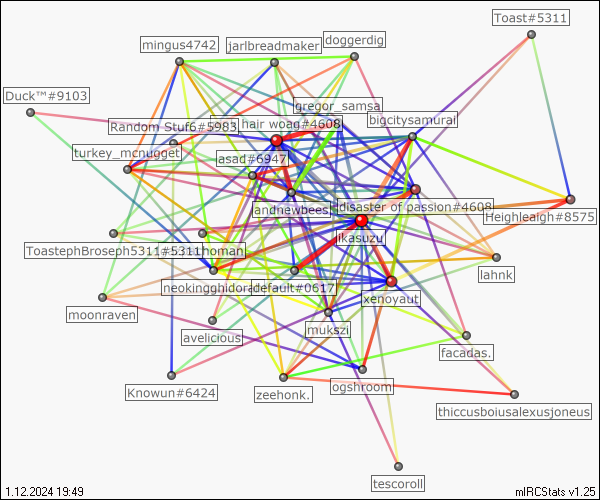 Toast#5311
mingus4742
jarlbreadmaker
doggerdig
Duck™#9103
gregor_samsa
Random Stuf6#5983
hair woag#4608
bigcitysamurai
turkey_mcnugget
asad#6947
andnewbees
disaster of passion#4608
Heighleaigh#8575
jikasuzu
ToastephBroseph5311#5311
homan
lahnk
neokingghidora
default#0617
xenoyaut
moonraven
mukszi
avelicious
facadas.
Knowun#6424
zeehonk.
ogshroom
thiccusboiusalexusjoneus
tescoroll
1.12.2024 19:49
mIRCStats v1.25